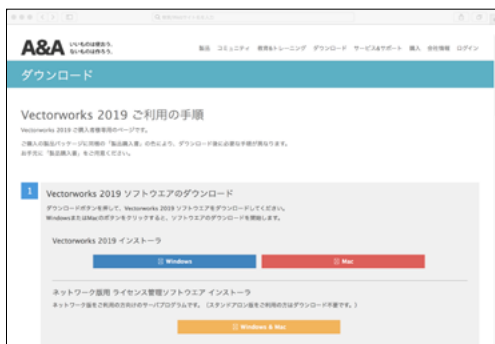 A&A いいものは使おう。
ないものは作ろう。
製品 コミュニティ 教育&トレーニング ダウンロード サービス&サポート 購入 会社情報 ログイン
ダウンロード
Vectorworks 2019 ご利用の手順
Vectorworks 2019 ご購入者様専用のページです。
ご購入の製品パッケージに同梱の「製品購入書」の色により、ダウンロード後に必要な手順が異なります。
お手元に「製品購入書」をご用意ください。
1 Vectorworks 2019 ソフトウエアのダウンロード
ダウンロードボタンを押して、Vectorworks 2019 ソフトウエアをダウンロードしてください。
WindowsまたはMacのボタンをクリックすると、ソフトウエアのダウンロードを開始します。
Vectorworks 2019 インストーラ
Windows Mac
ネットワーク版用 ライセンス管理ソフトウエア インストーラ
ネットワーク版をご利用の方向けのサーバプログラムです。（スタンドアロン版をご利用の方はダウンロード不要です。）
Windows & Mac